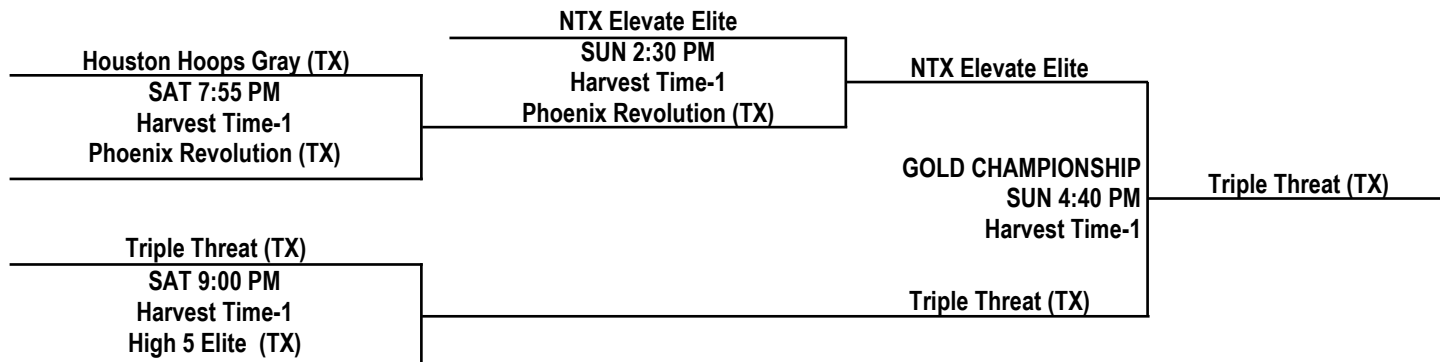 NTX Elevate Elite
Houston Hoops Gray (TX)
SUN 2:30 PM
NTX Elevate Elite
SAT 7:55 PM
Harvest Time-1
Harvest Time-1
Phoenix Revolution (TX)
Phoenix Revolution (TX)
GOLD CHAMPIONSHIP
SUN 4:40 PM
Triple Threat (TX)
Harvest Time-1
Triple Threat (TX)
SAT 9:00 PM
Harvest Time-1
Triple Threat (TX)
High 5 Elite  (TX)